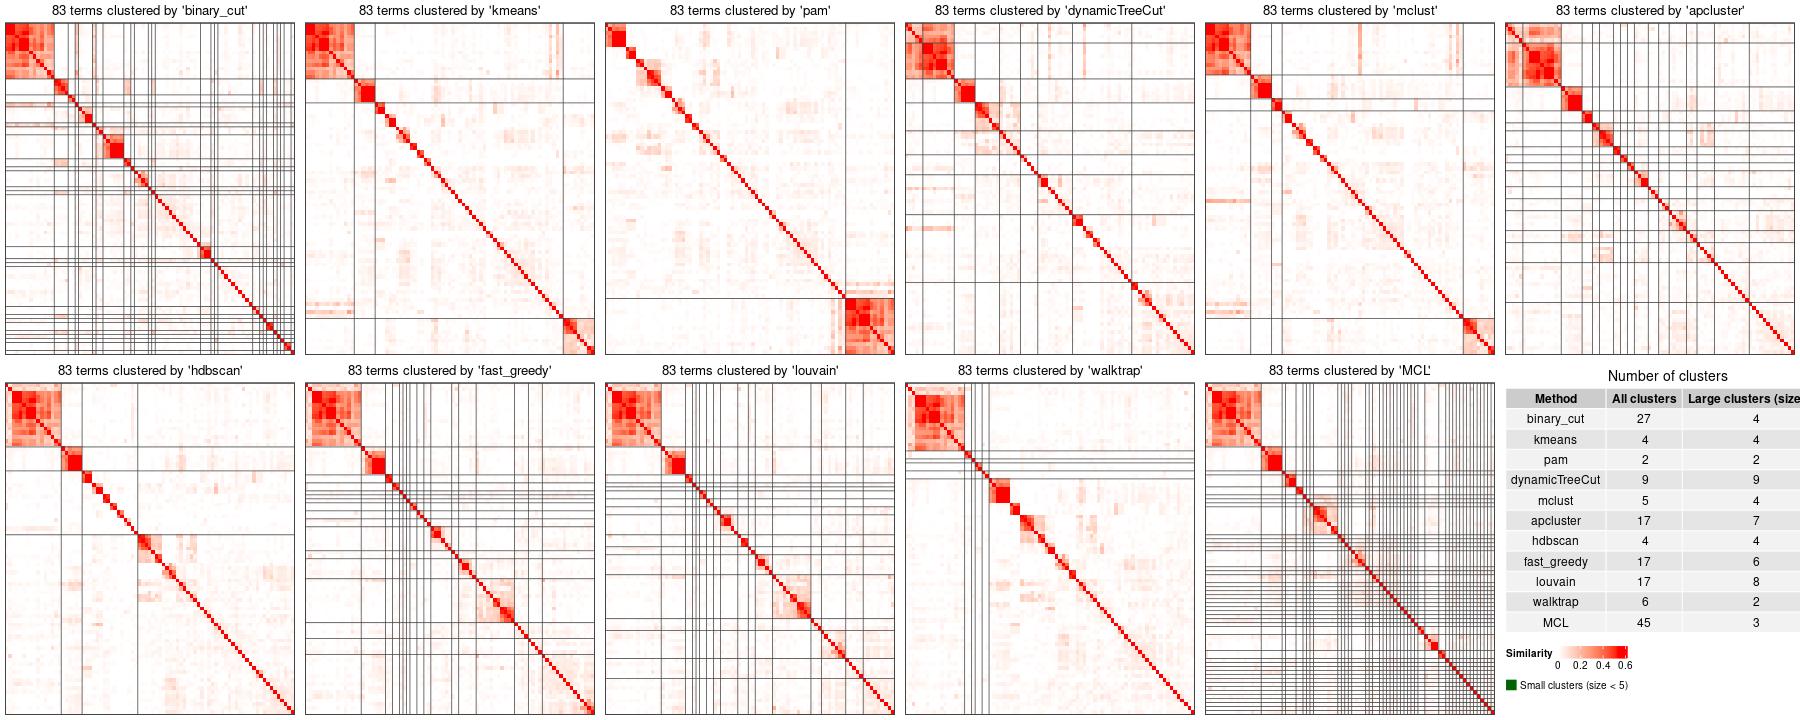 83 terms clustered by 'binary_cut'
83 terms clustered by 'kmeans'
83 terms clustered by 'pam'
83 terms clustered by 'dynamicTreeCut'
83 terms clustered by 'mclust'
83 terms clustered by 'apcluster'
83 terms clustered by 'hdbscan'
83 terms clustered by 'fast_greedy'
83 terms clustered by 'louvain'
83 terms clustered by 'walktrap'
83 terms clustered by 'MCL'
Number of clusters
Method All clusters Large clusters (size
binary_cut 27 4
kmeans 4 4
pam 2 2
dynamicTreeCut 9 9
mclust 5 4
apcluster 17 7
hdbscan 4 4
fast_greedy 17 6
louvain 17 8
walktrap 6 2
MCL 45 3
Similarity
0 0.2 0.4 0.6
Small clusters (size < 5)